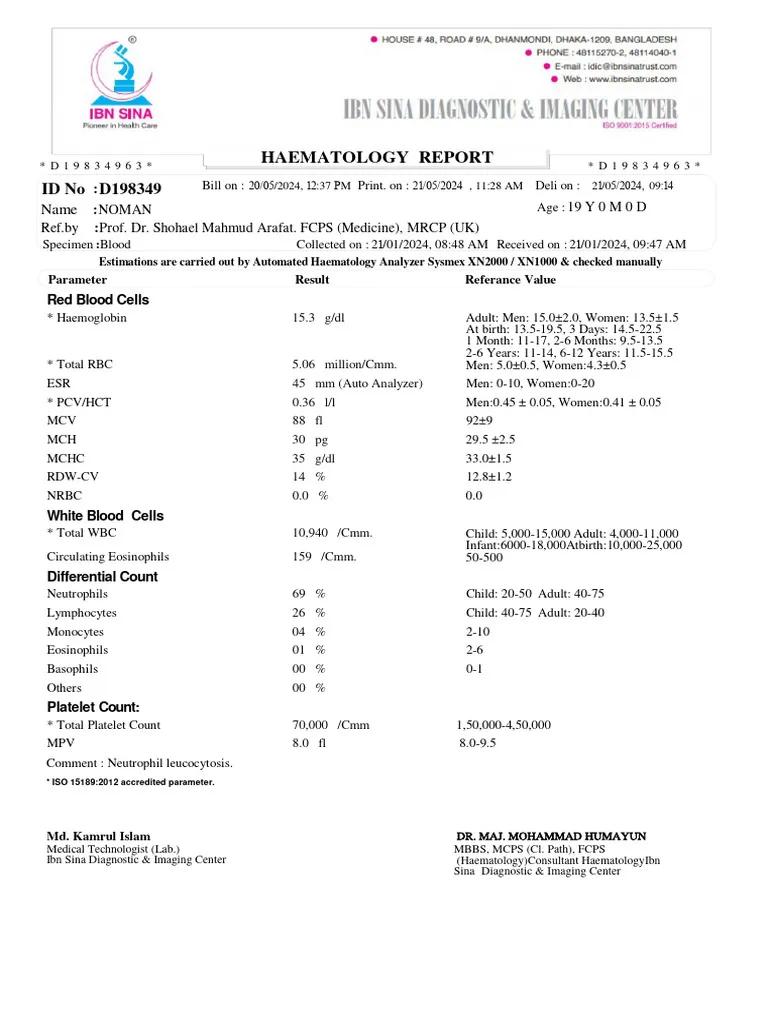 HOUSE # 48, ROAD # 9/A, DHANMONDI, DHAKA-1209, BANGLADESH
PHONE : 48115270-2, 48114040-1
E-mail : idic@ibnsinatrust.com
Web : www.ibnsinatrust.com
IBN SINA
Pioneer in Health Care
IBN SINA DIAGNOSTIC & IMAGING CENTER
ISO 9001:2015 Certified
HAEMATOLOGY REPORT
*D19834963* *D19834963*
ID No :D198349 Bill on : 20/05/2024, 12:37 PM Print. on : 21/05/2024 , 11:28 AM Deli on : 21/05/2024, 09:14
Name :NOMAN Age : 19 Y 0 M 0 D
Ref.by :Prof. Dr. Shohael Mahmud Arafat. FCPS (Medicine), MRCP (UK)
Specimen :Blood Collected on : 21/01/2024, 08:48 AM Received on : 21/01/2024, 09:47 AM
Estimations are carried out by Automated Haematology Analyzer Sysmex XN2000 / XN1000 & checked manually
Parameter Result Referance Value
Red Blood Cells
* Haemoglobin 15.3 g/dl Adult: Men: 15.0±2.0, Women: 13.5±1.5
At birth: 13.5-19.5, 3 Days: 14.5-22.5
1 Month: 11-17, 2-6 Months: 9.5-13.5
2-6 Years: 11-14, 6-12 Years: 11.5-15.5
* Total RBC 5.06 million/Cmm. Men: 5.0±0.5, Women:4.3±0.5
ESR 45 mm (Auto Analyzer) Men: 0-10, Women:0-20
* PCV/HCT 0.36 l/l Men:0.45 ± 0.05, Women:0.41 ± 0.05
MCV 88 fl 92±9
MCH 30 pg 29.5 ±2.5
MCHC 35 g/dl 33.0±1.5
RDW-CV 14 % 12.8±1.2
NRBC 0.0 % 0.0
White Blood Cells
* Total WBC 10,940 /Cmm. Child: 5,000-15,000 Adult: 4,000-11,000
Infant:6000-18,000Atbirth:10,000-25,000
Circulating Eosinophils 159 /Cmm. 50-500
Differential Count
Neutrophils 69 % Child: 20-50 Adult: 40-75
Lymphocytes 26 % Child: 40-75 Adult: 20-40
Monocytes 04 % 2-10
Eosinophils 01 % 2-6
Basophils 00 % 0-1
Others 00 %
Platelet Count:
* Total Platelet Count 70,000 /Cmm 1,50,000-4,50,000
MPV 8.0 fl 8.0-9.5
Comment : Neutrophil leucocytosis.
* ISO 15189:2012 accredited parameter.
Md. Kamrul Islam DR. MAJ. MOHAMMAD HUMAYUN
Medical Technologist (Lab.) MBBS, MCPS (Cl. Path), FCPS
Ibn Sina Diagnostic & Imaging Center (Haematology)Consultant HaematologyIbn
Sina Diagnostic & Imaging Center